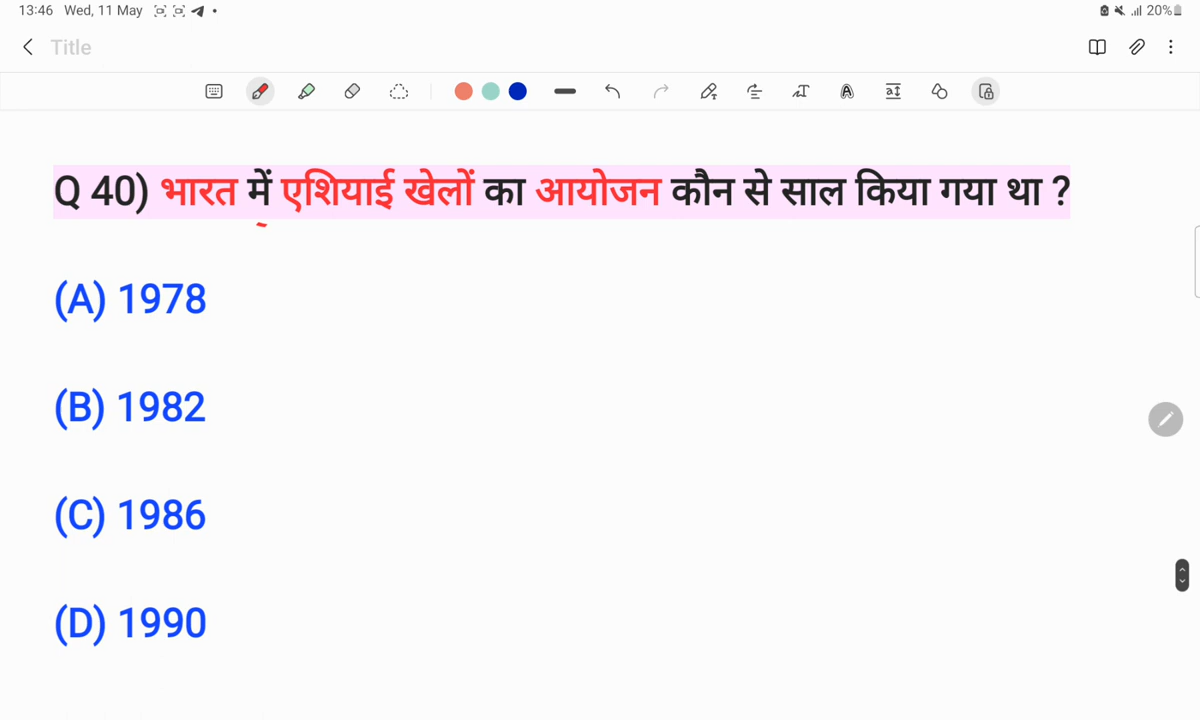 13:46 Wed, 11 May 20%
Title
Q 40) भारत में एशियाई खेलों का आयोजन कौन से साल किया गया था ?
(A) 1978
(B) 1982
(C) 1986
(D) 1990